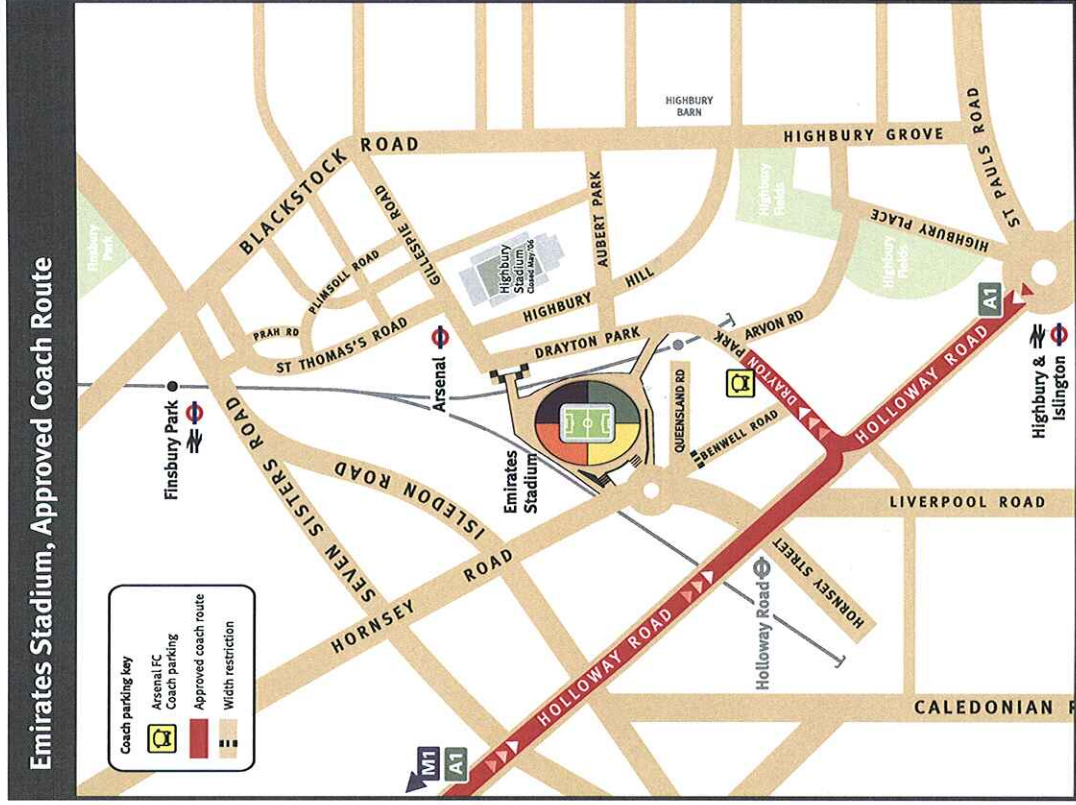 Emirates Stadium, Approved Coach Route
Coach parking key
Arsenal FC
Coach parking
Approved coach route
Width restriction
M1
A1
Finsbury
Park
Finsbury Park
BLACKSTOCK ROAD
SEVEN SISTERS ROAD
ISLEDON ROAD
HORNSEY ROAD
PRAH RD
PLIMSOLL ROAD
ST THOMAS'S ROAD
GILLESPIE ROAD
Arsenal
Highbury
Stadium
Closed May '06
HIGHBURY HILL
AUBERT PARK
HIGHBURY
BARN
HIGHBURY GROVE
Highbury
Fields
Highbury
Fields
HIGHBURY PLACE
ST PAULS ROAD
Emirates
Stadium
DRAYTON PARK
QUEENSLAND RD
BENWELL ROAD
DRAYTON PARK
ARVON RD
HOLLOWAY ROAD
HOLLOWAY ROAD
A1
Highbury &
Islington
LIVERPOOL ROAD
HORNSEY STREET
Holloway Road
CALEDONIAN R